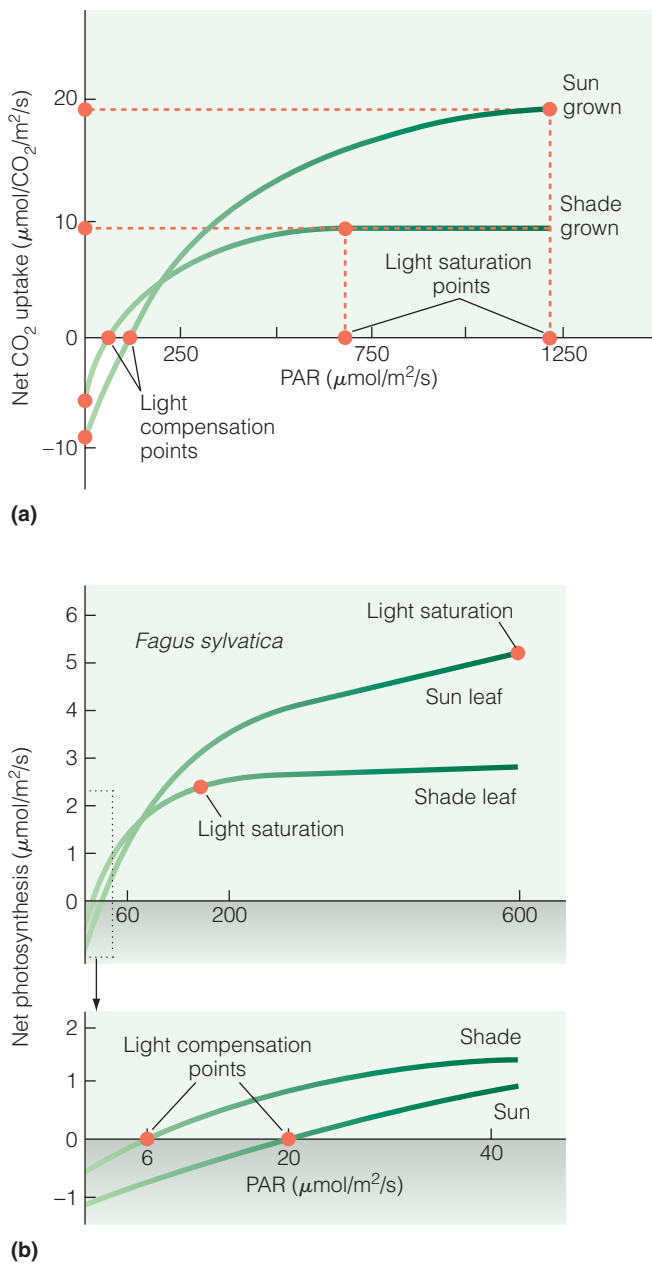 Net CO2 uptake (μmol/CO2/m2/s)
20
10
0
−10
Sun
grown
Shade
grown
Light saturation
points
250
750
1250
PAR (μmol/m2/s)
Light
compensation
points
(a)
Net photosynthesis (μmol/m2/s)
6
5
4
3
2
1
0
Fagus sylvatica
Light saturation
Sun leaf
Shade leaf
Light saturation
60
200
600
2
1
0
−1
Light compensation
points
Shade
Sun
6
20
40
PAR (μmol/m2/s)
(b)